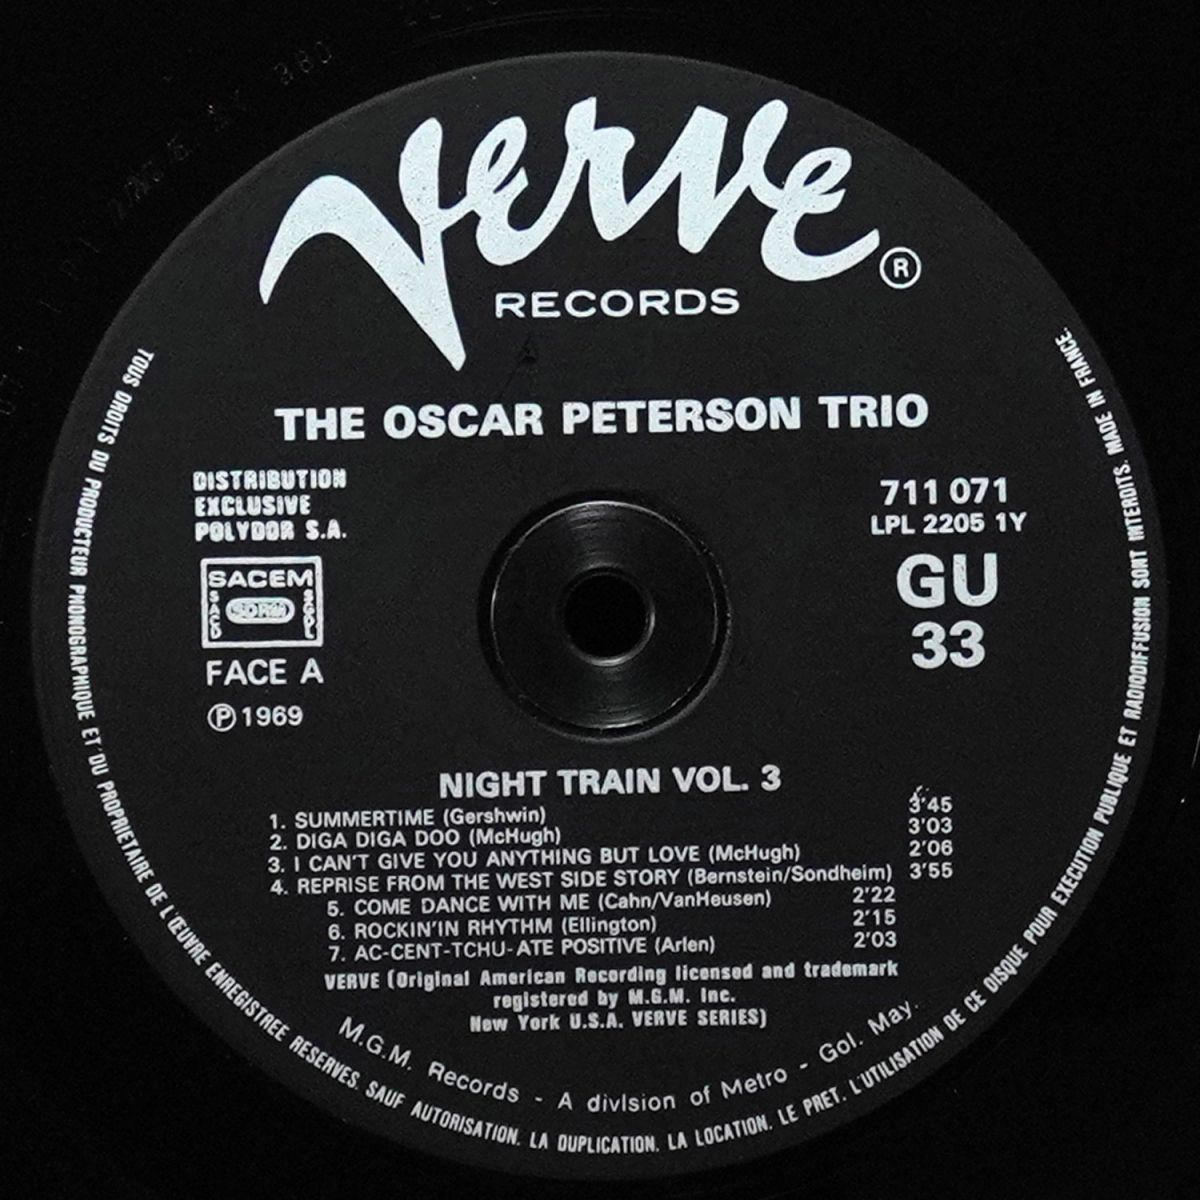 Verve ®
RECORDS
THE OSCAR PETERSON TRIO
DISTRIBUTION
EXCLUSIVE
POLYDOR S.A.
SACEM
SACD SDRM SGDL
FACE A
Ⓟ 1969
711 071
LPL 2205 1Y
GU
33
NIGHT TRAIN VOL. 3
1. SUMMERTIME (Gershwin) 3'45
2. DIGA DIGA DOO (McHugh) 3'03
3. I CAN'T GIVE YOU ANYTHING BUT LOVE (McHugh) 2'06
4. REPRISE FROM THE WEST SIDE STORY (Bernstein/Sondheim) 3'55
5. COME DANCE WITH ME (Cahn/VanHeusen) 2'22
6. ROCKIN'IN RHYTHM (Ellington) 2'15
7. AC-CENT-TCHU-ATE POSITIVE (Arlen) 2'03
VERVE (Original American Recording licensed and trademark
registered by M.G.M. Inc.
New York U.S.A. VERVE SERIES)
M.G.M. Records - A division of Metro - Gol. May.
TOUS DROITS DU PRODUCTEUR PHONOGRAPHIQUE ET DU PROPRIETAIRE DE L'ŒUVRE ENREGISTREE RESERVES. SAUF AUTORISATION. LA DUPLICATION. LA LOCATION. LE PRET. L'UTILISATION DE CE DISQUE POUR EXECUTION PUBLIQUE ET RADIODIFFUSION SONT INTERDITS. MADE IN FRANCE.